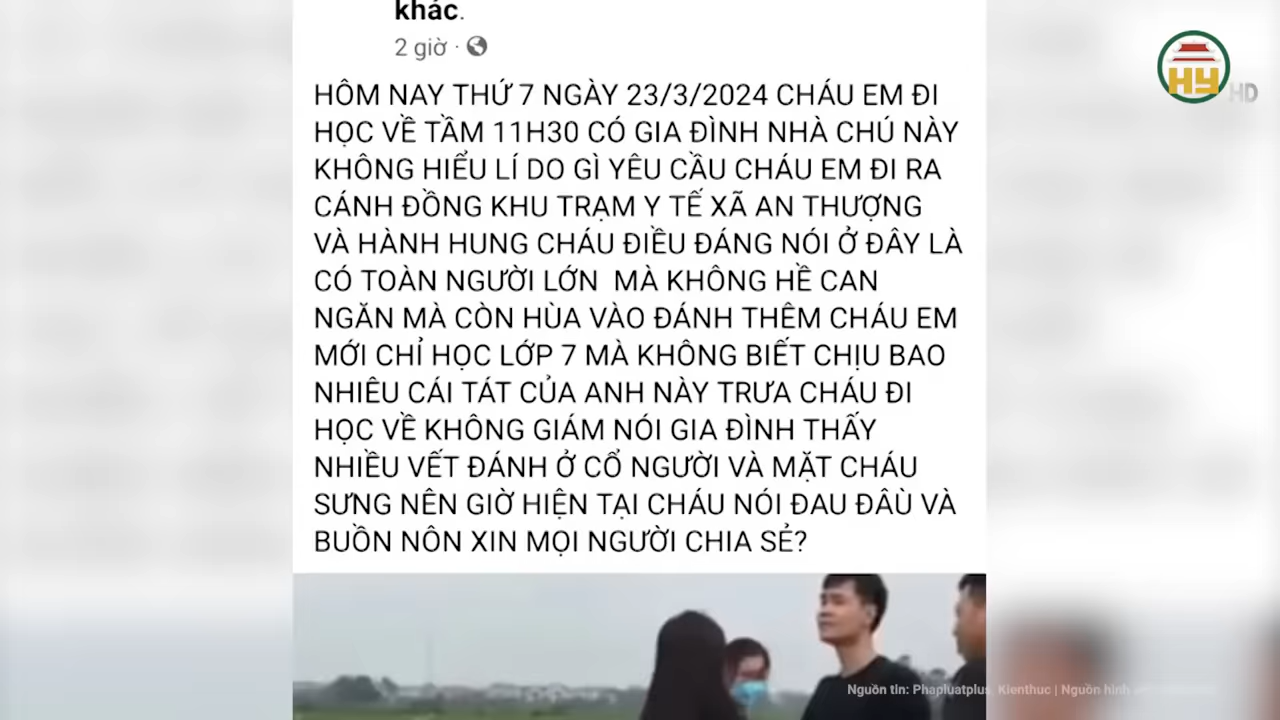 khác.
2 giờ ·
HY HD
HÔM NAY THỨ 7 NGÀY 23/3/2024 CHÁU EM ĐI
HỌC VỀ TẦM 11H30 CÓ GIA ĐÌNH NHÀ CHÚ NÀY
KHÔNG HIỂU LÍ DO GÌ YÊU CẦU CHÁU EM ĐI RA
CÁNH ĐỒNG KHU TRẠM Y TẾ XÃ AN THƯỢNG
VÀ HÀNH HUNG CHÁU ĐIỀU ĐÁNG NÓI Ở ĐÂY LÀ
CÓ TOÀN NGƯỜI LỚN MÀ KHÔNG HỀ CAN
NGĂN MÀ CÒN HÙA VÀO ĐÁNH THÊM CHÁU EM
MỚI CHỈ HỌC LỚP 7 MÀ KHÔNG BIẾT CHỊU BAO
NHIÊU CÁI TÁT CỦA ANH NÀY TRƯA CHÁU ĐI
HỌC VỀ KHÔNG GIÁM NÓI GIA ĐÌNH THẤY
NHIỀU VẾT ĐÁNH Ở CỔ NGƯỜI VÀ MẶT CHÁU
SƯNG NÊN GIỜ HIỆN TẠI CHÁU NÓI ĐAU ĐÂÙ VÀ
BUỒN NÔN XIN MỌI NGƯỜI CHIA SẺ?
Nguồn tin: Phapluatplus, Kienthuc | Nguồn hình